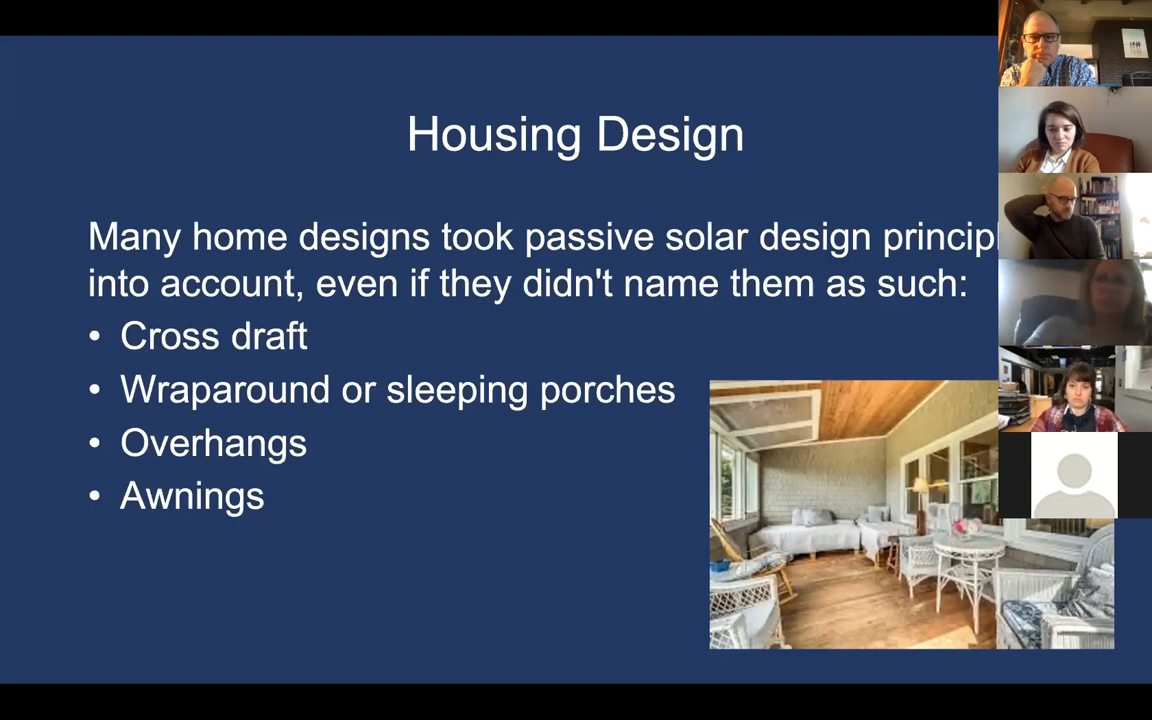 Housing Design
Many home designs took passive solar design princip
into account, even if they didn't name them as such:
• Cross draft
• Wraparound or sleeping porches
• Overhangs
• Awnings